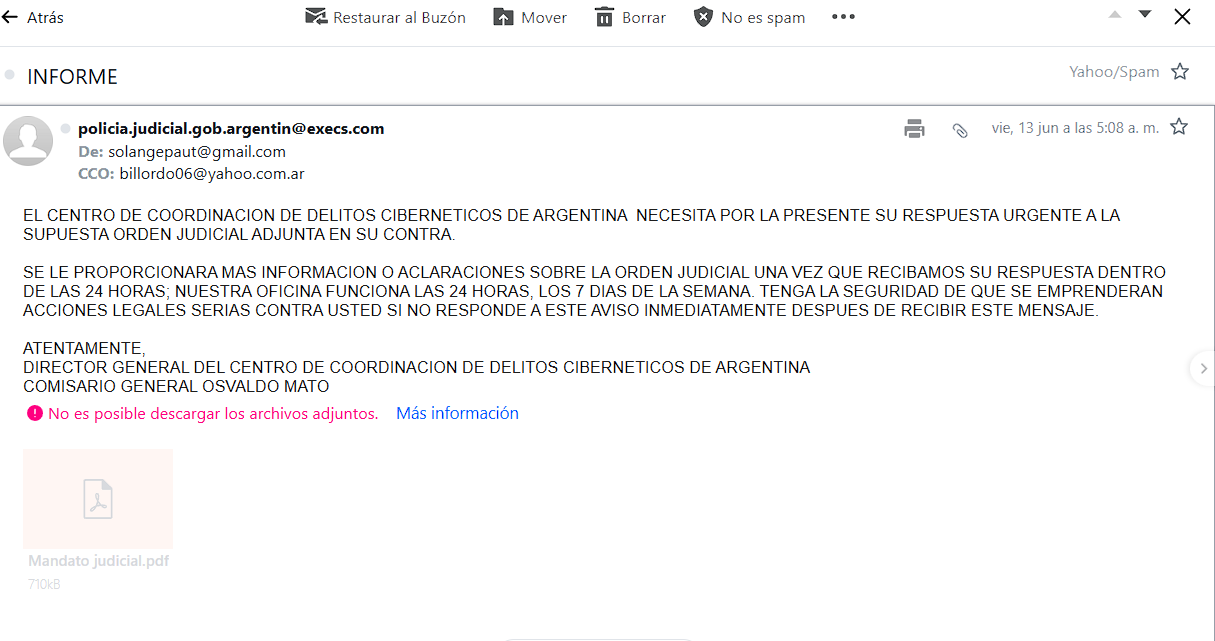 Atrás Restaurar al Buzón Mover Borrar No es spam
INFORME Yahoo/Spam
policia.judicial.gob.argentin@execs.com vie, 13 jun a las 5:08 a. m.
De: solangepaut@gmail.com
CCO: billordo06@yahoo.com.ar
EL CENTRO DE COORDINACION DE DELITOS CIBERNETICOS DE ARGENTINA NECESITA POR LA PRESENTE SU RESPUESTA URGENTE A LA
SUPUESTA ORDEN JUDICIAL ADJUNTA EN SU CONTRA.
SE LE PROPORCIONARA MAS INFORMACION O ACLARACIONES SOBRE LA ORDEN JUDICIAL UNA VEZ QUE RECIBAMOS SU RESPUESTA DENTRO
DE LAS 24 HORAS; NUESTRA OFICINA FUNCIONA LAS 24 HORAS, LOS 7 DIAS DE LA SEMANA. TENGA LA SEGURIDAD DE QUE SE EMPRENDERAN
ACCIONES LEGALES SERIAS CONTRA USTED SI NO RESPONDE A ESTE AVISO INMEDIATAMENTE DESPUES DE RECIBIR ESTE MENSAJE.
ATENTAMENTE,
DIRECTOR GENERAL DEL CENTRO DE COORDINACION DE DELITOS CIBERNETICOS DE ARGENTINA
COMISARIO GENERAL OSVALDO MATO
No es posible descargar los archivos adjuntos. Más información
Mandato judicial.pdf
710kB